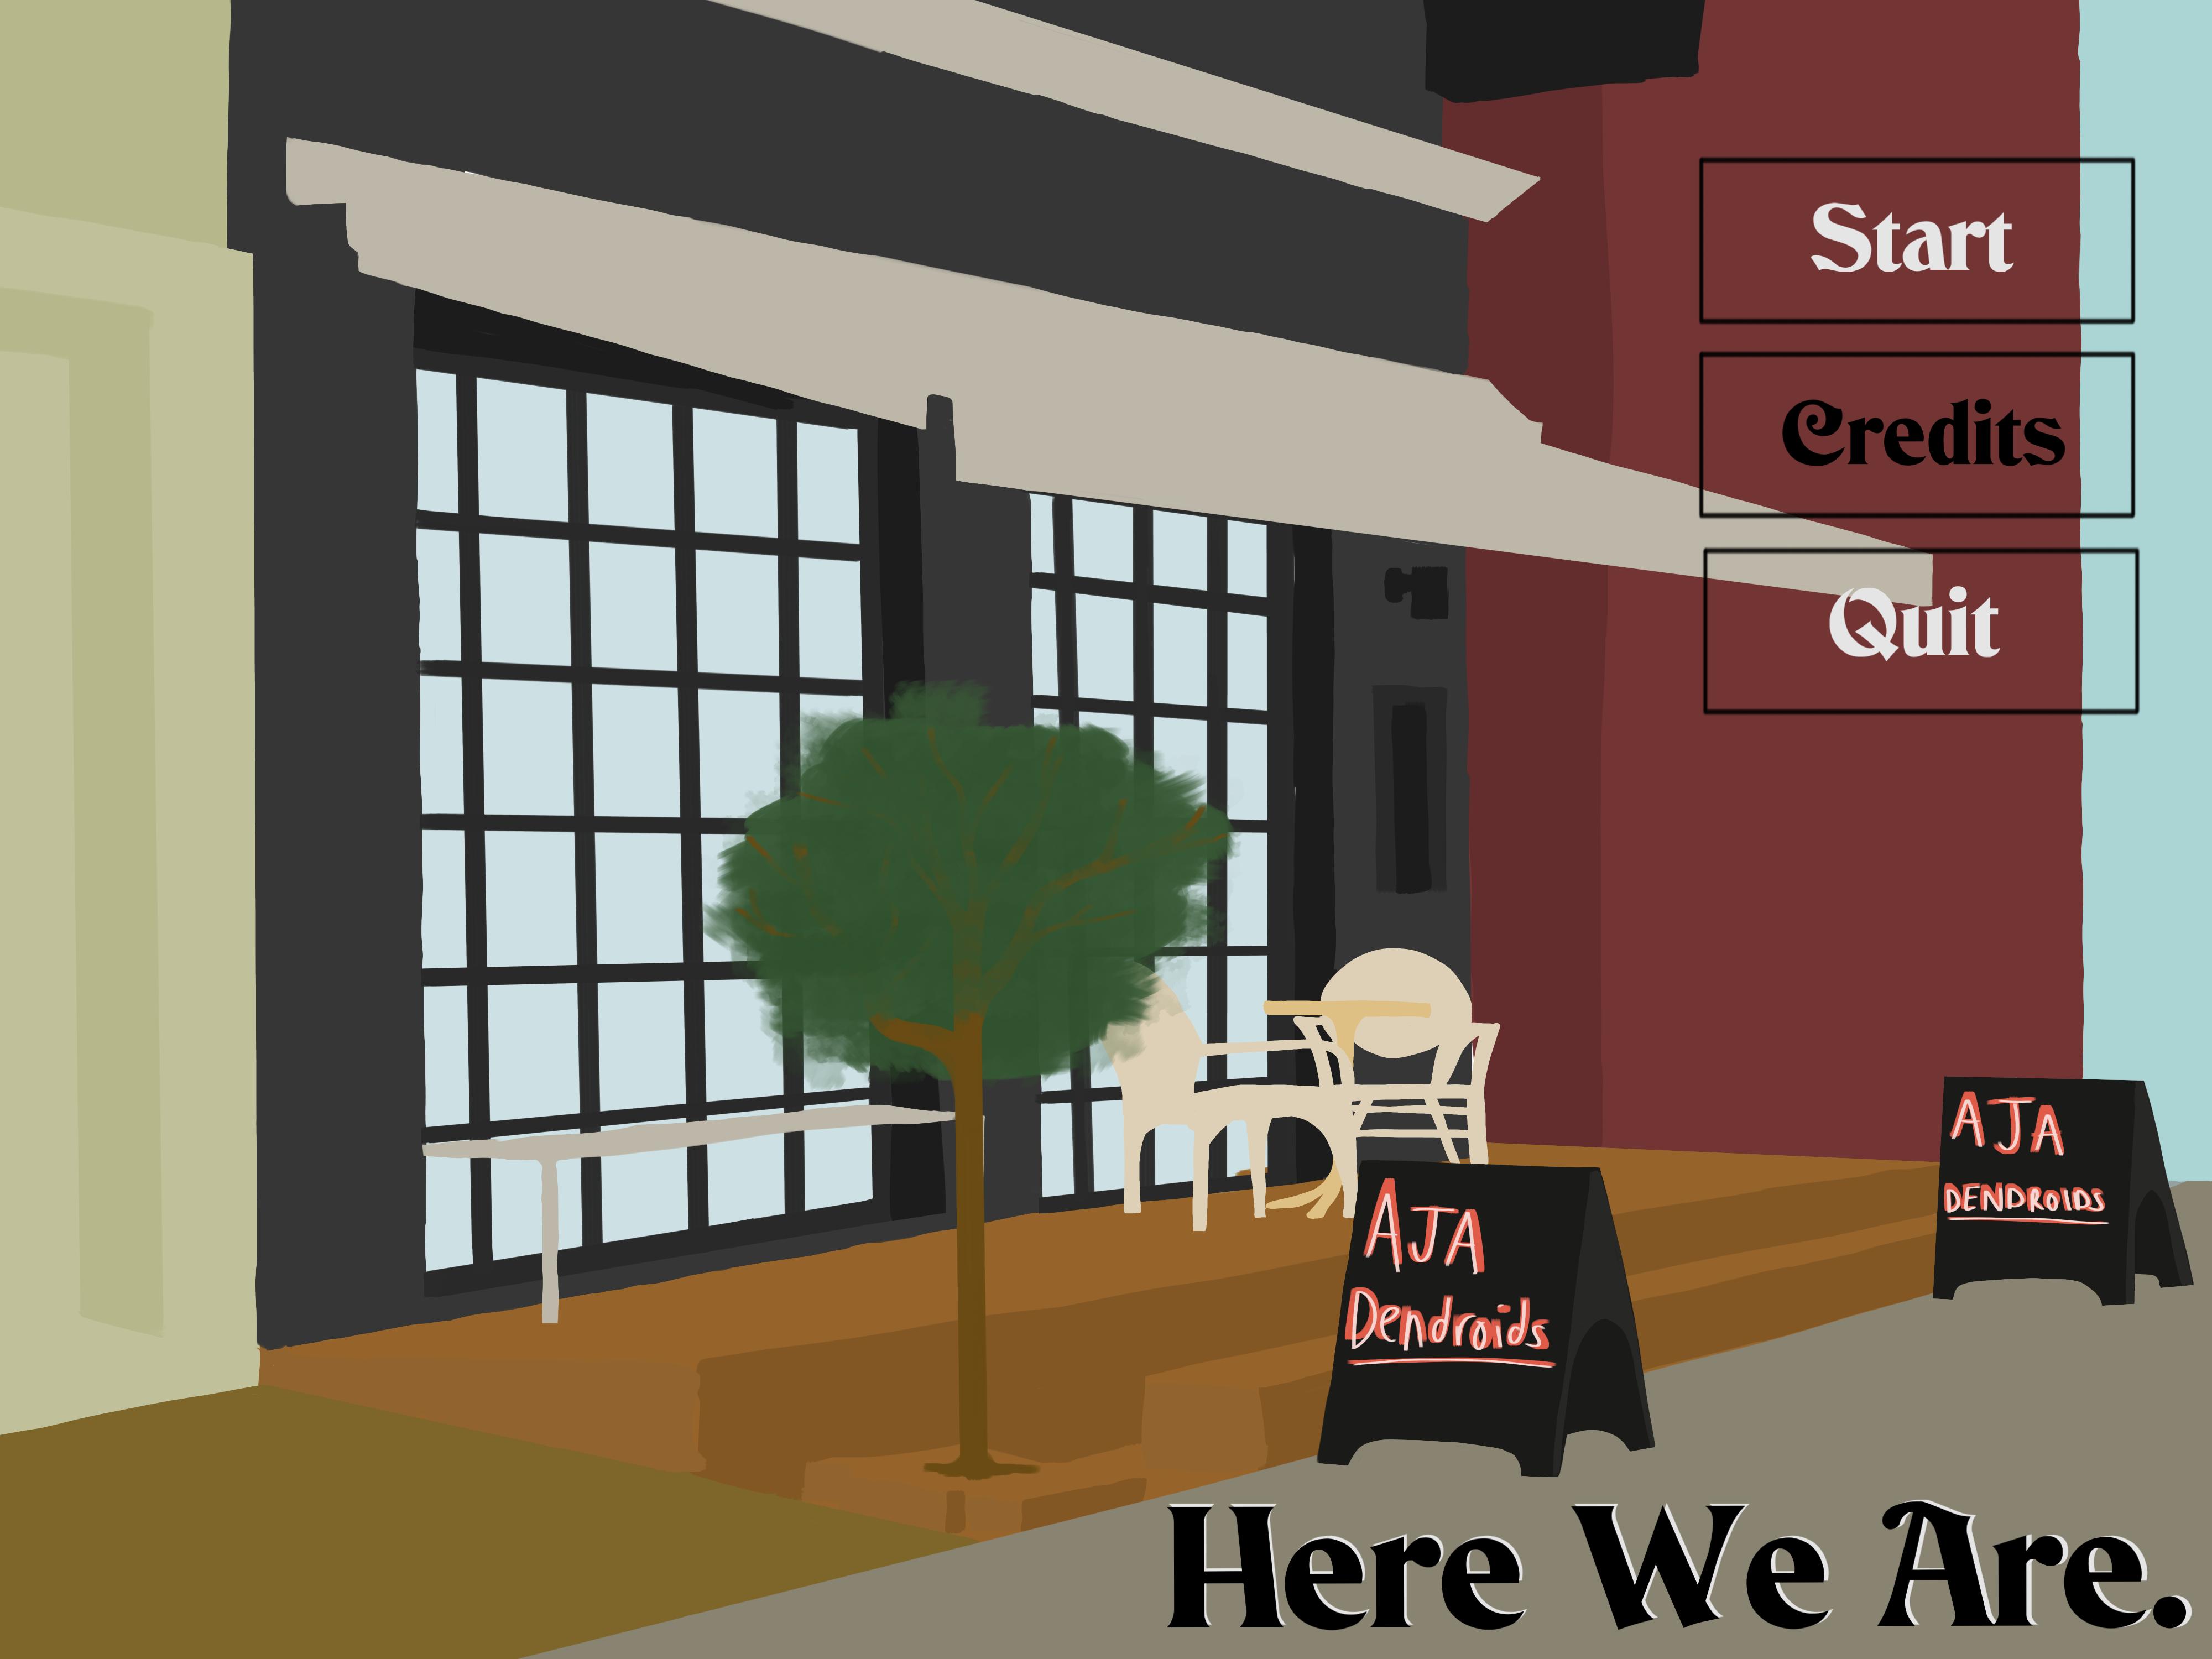 Start
Credits
Quit
AJA
DENDROIDS
AJA
Dendroids
Here We Are.